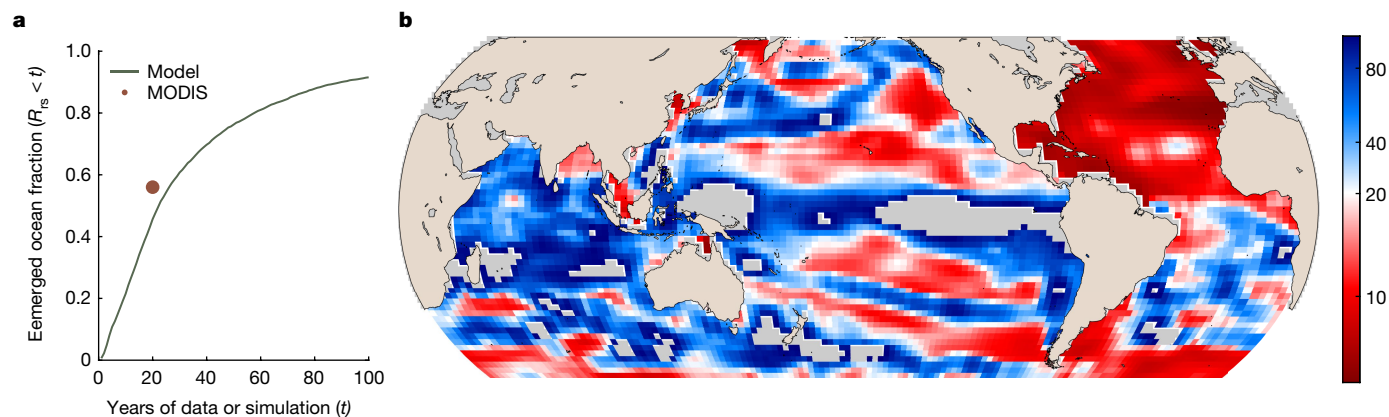 a
Eemerged ocean fraction (Rrs < t)
1.0
0.8
0.6
0.4
0.2
0
Model
MODIS
0 20 40 60 80 100
Years of data or simulation (t)
b
80
40
20
10